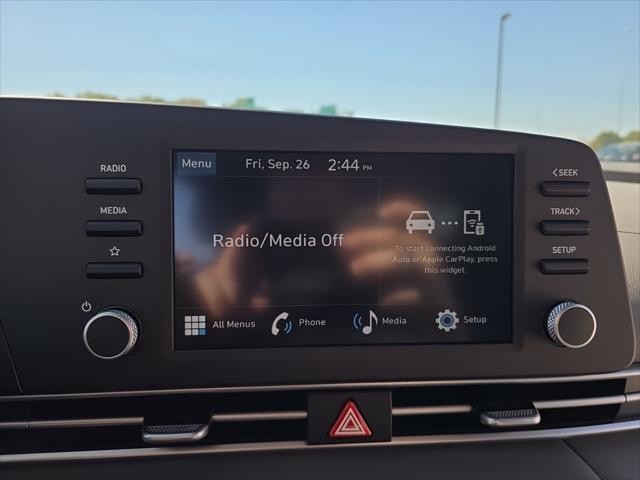 RADIO
MEDIA
Menu
Fri, Sep. 26
2:44 PM
Radio/Media Off
To start connecting Android
Auto or Apple CarPlay, press
this widget.
All Menus
Phone
Media
Setup
<SEEK
TRACK>
SETUP